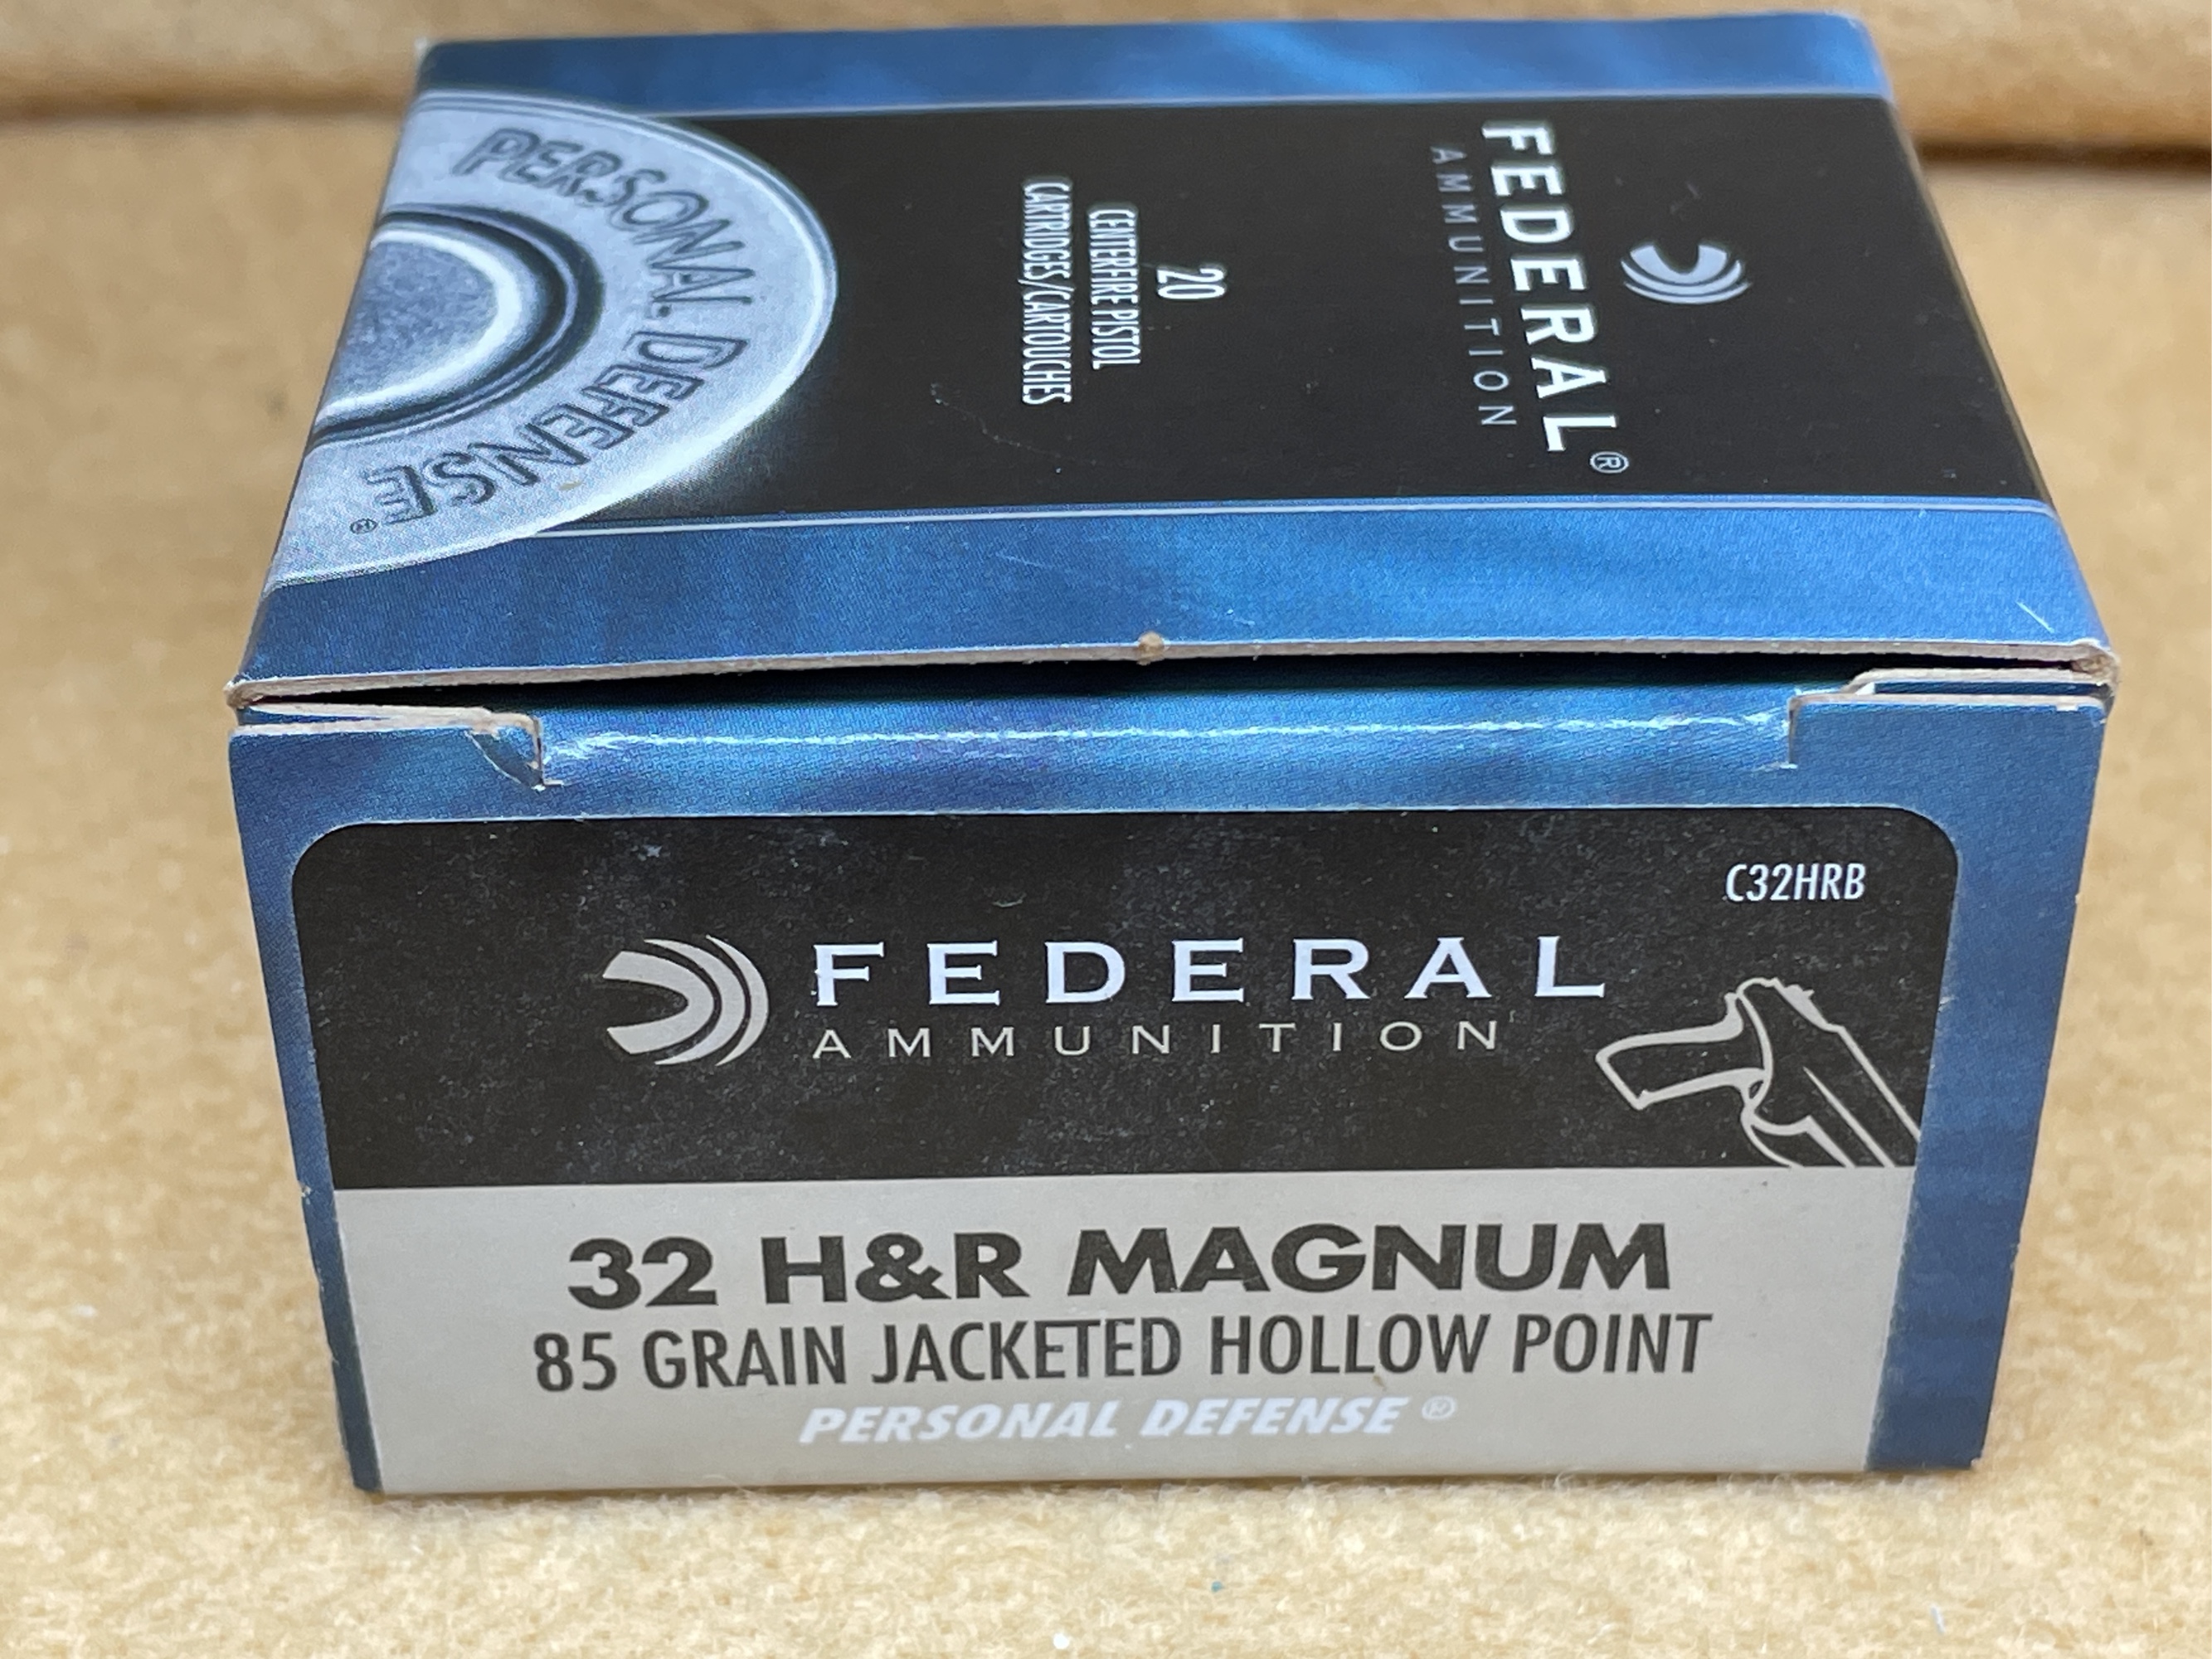 PERSONAL DEFENSE®
20
CENTERFIRE PISTOL
CARTRIDGES/CARTOUCHES
FEDERAL®
AMMUNITION
C32HRB
FEDERAL
AMMUNITION
32 H&R MAGNUM
85 GRAIN JACKETED HOLLOW POINT
PERSONAL DEFENSE®